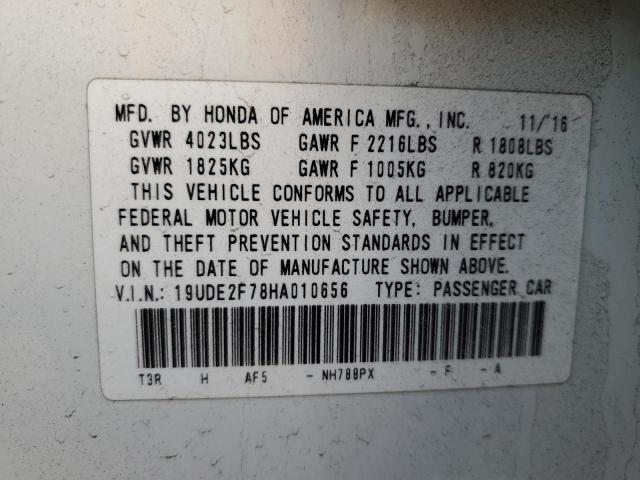 MFD. BY HONDA OF AMERICA MFG., INC. 11/'16
GVWR 4023LBS GAWR F 2216LBS R 1808LBS
GVWR 1825KG GAWR F 1005KG R 820KG
THIS VEHICLE CONFORMS TO ALL APPLICABLE
FEDERAL MOTOR VEHICLE SAFETY, BUMPER,
AND THEFT PREVENTION STANDARDS IN EFFECT
ON THE DATE OF MANUFACTURE SHOWN ABOVE.
V.I.N.: 19UDE2F78HA010656 TYPE: PASSENGER CAR
T3R H AF5 - NH788PX - F - A